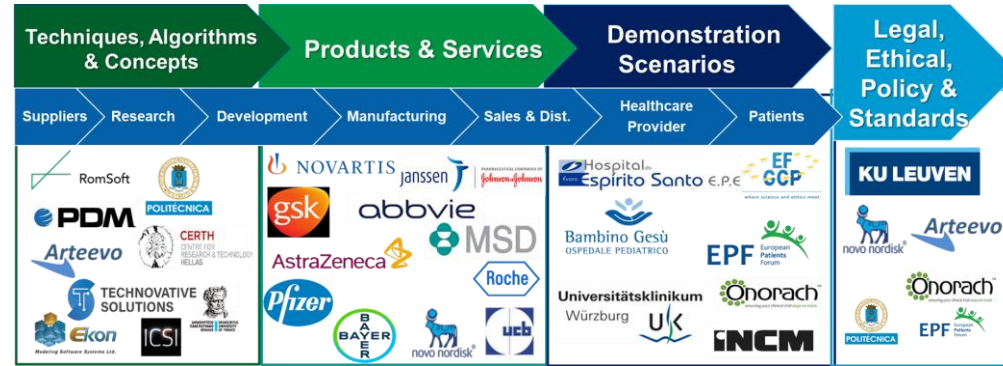 Techniques, Algorithms
& Concepts
Products & Services
Demonstration
Scenarios
Legal,
Ethical,
Policy &
Standards
Suppliers
Research
Development
Manufacturing
Sales & Dist.
Healthcare
Provider
Patients
RomSoft
POLITÉCNICA
PDM
Arteevo
CERTH
CENTRE FOR
RESEARCH & TECHNOLOGY
HELLAS
TECHNOVATIVE
SOLUTIONS
Ekon
Modeling Software Systems Ltd.
ICSI
NOVARTIS
janssen
PHARMACEUTICAL COMPANIES OF
Johnson & Johnson
gsk
abbvie
MSD
AstraZeneca
Roche
Pfizer
BAYER
BAYER
novo nordisk
ucb
Hospital do
Espírito Santo E.P.E
Évora
EF
GCP
where science and ethics meet
Bambino Gesù
OSPEDALE PEDIATRICO
EPF
European
Patients
Forum
Universitätsklinikum
Würzburg
UK
Onorach
iNCM
KU LEUVEN
novo nordisk
Arteevo
Onorach
POLITÉCNICA
EPF
European
Patients
Forum